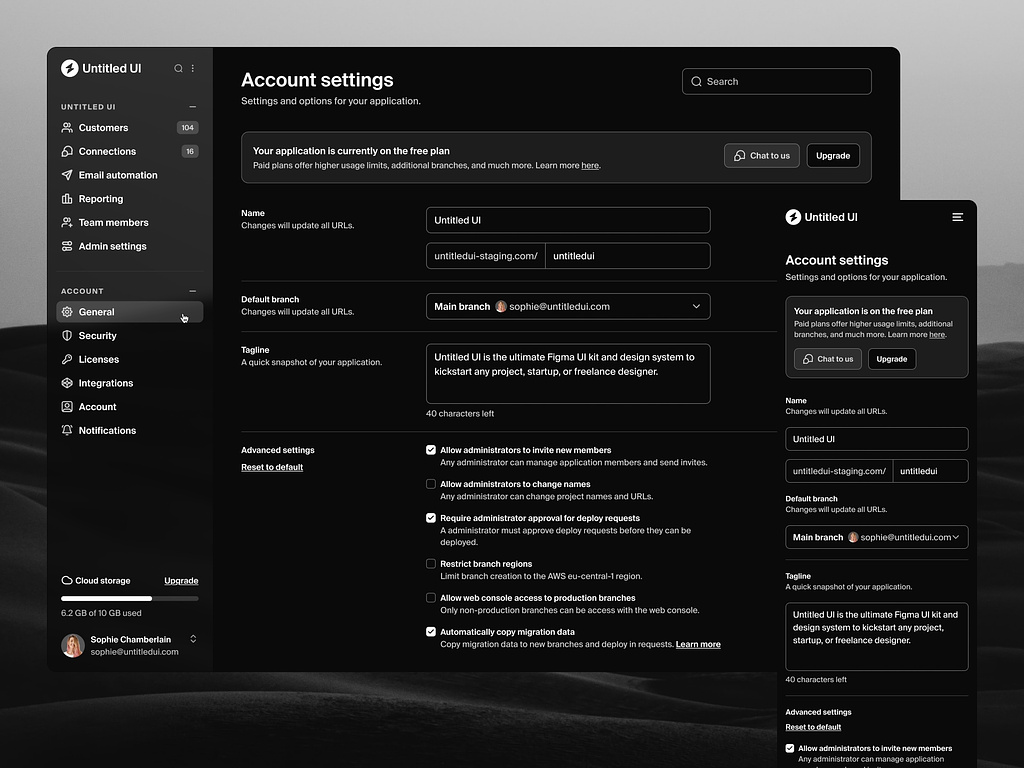 Untitled UI
UNTITLED UI
Customers
104
Connections
16
Email automation
Reporting
Team members
Admin settings
ACCOUNT
General
Security
Licenses
Integrations
Account
Notifications
Cloud storage
Upgrade
6.2 GB of 10 GB used
Sophie Chamberlain
sophie@untitledui.com
Account settings
Settings and options for your application.
Search
Your application is currently on the free plan
Paid plans offer higher usage limits, additional branches, and much more. Learn more here.
Chat to us
Upgrade
Name
Changes will update all URLs.
Untitled UI
untitledui-staging.com/
untitledui
Default branch
Changes will update all URLs.
Main branch sophie@untitledui.com
Tagline
A quick snapshot of your application.
Untitled UI is the ultimate Figma UI kit and design system to
kickstart any project, startup, or freelance designer.
40 characters left
Advanced settings
Reset to default
Allow administrators to invite new members
Any administrator can manage application members and send invites.
Allow administrators to change names
Any administrator can change project names and URLs.
Require administrator approval for deploy requests
A administrator must approve deploy requests before they can be
deployed.
Restrict branch regions
Limit branch creation to the AWS eu-central-1 region.
Allow web console access to production branches
Only non-production branches can be access with the web console.
Automatically copy migration data
Copy migration data to new branches and deploy in requests. Learn more
Untitled UI
Account settings
Settings and options for your application.
Your application is on the free plan
Paid plans offer higher usage limits, additional
branches, and much more. Learn more here.
Chat to us
Upgrade
Name
Changes will update all URLs.
Untitled UI
untitledui-staging.com/
untitledui
Default branch
Changes will update all URLs.
Main branch sophie@untitledui.com
Tagline
A quick snapshot of your application.
Untitled UI is the ultimate Figma UI kit and
design system to kickstart any project,
startup, or freelance designer.
40 characters left
Advanced settings
Reset to default
Allow administrators to invite new members
Any administrator can manage application